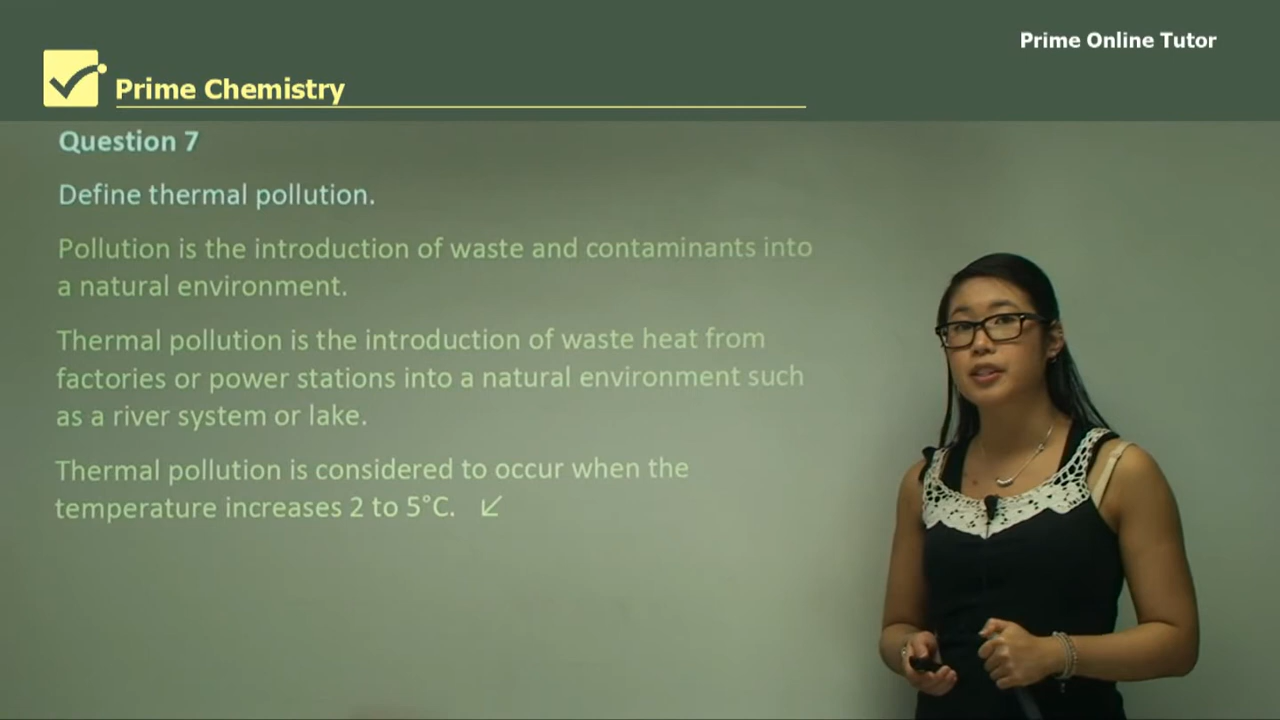 Prime Online Tutor
Prime Chemistry
Question 7
Define thermal pollution.
Pollution is the introduction of waste and contaminants into
a natural environment.
Thermal pollution is the introduction of waste heat from
factories or power stations into a natural environment such
as a river system or lake.
Thermal pollution is considered to occur when the
temperature increases 2 to 5°C. ↙